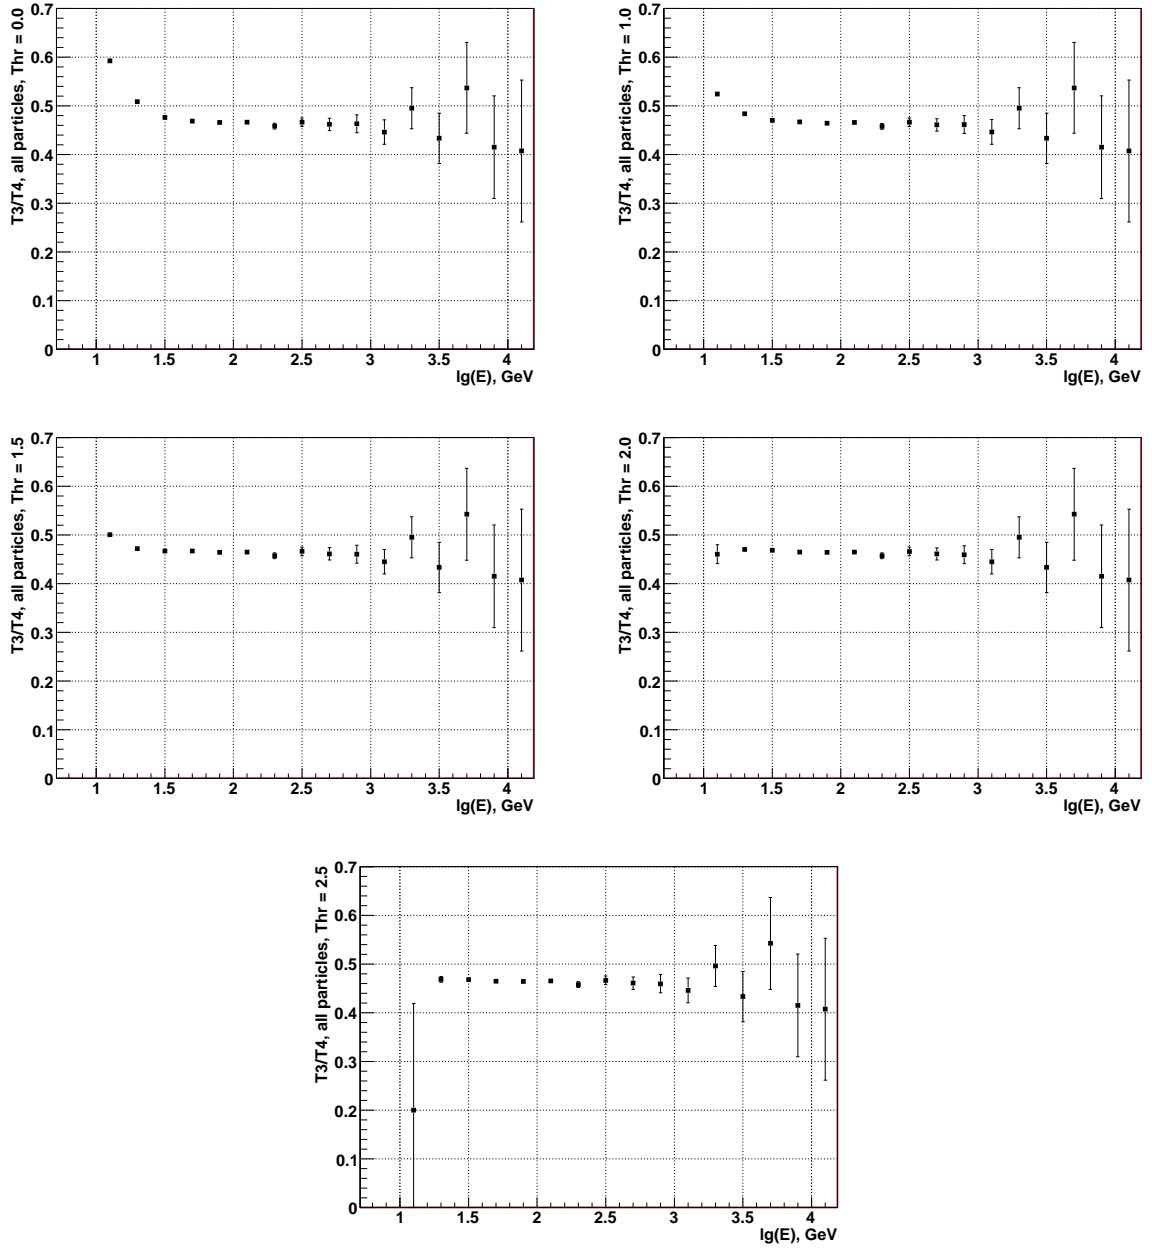 T3/T4, all particles, Thr = 0.0
0.7
0.6
0.5
0.4
0.3
0.2
0.1
0
1 1.5 2 2.5 3 3.5 4
lg(E), GeV
T3/T4, all particles, Thr = 1.0
0.7
0.6
0.5
0.4
0.3
0.2
0.1
0
1 1.5 2 2.5 3 3.5 4
lg(E), GeV
T3/T4, all particles, Thr = 1.5
0.7
0.6
0.5
0.4
0.3
0.2
0.1
0
1 1.5 2 2.5 3 3.5 4
lg(E), GeV
T3/T4, all particles, Thr = 2.0
0.7
0.6
0.5
0.4
0.3
0.2
0.1
0
1 1.5 2 2.5 3 3.5 4
lg(E), GeV
T3/T4, all particles, Thr = 2.5
0.7
0.6
0.5
0.4
0.3
0.2
0.1
0
1 1.5 2 2.5 3 3.5 4
lg(E), GeV